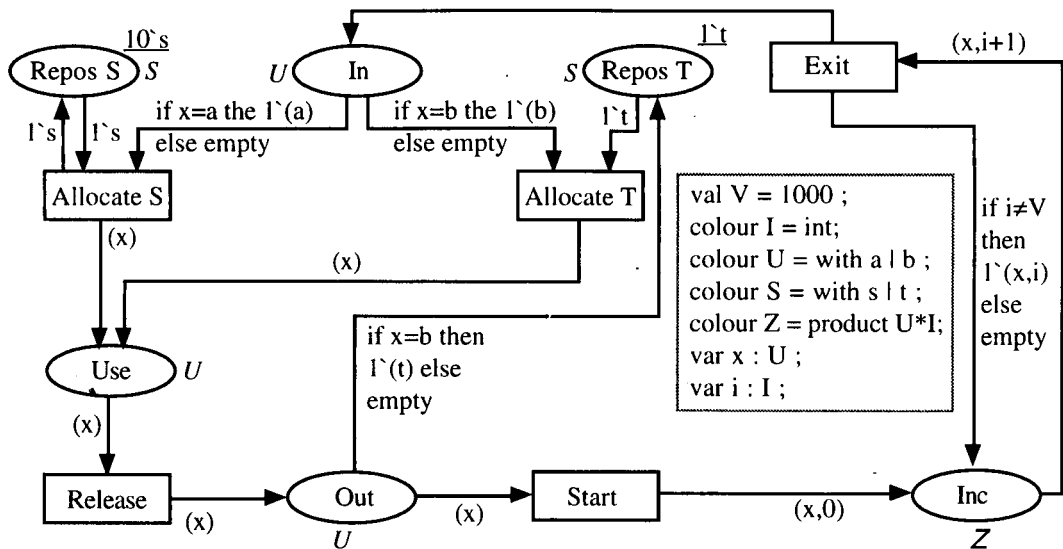 10`s
1`t
Repos S
S
U
In
S
Repos T
Exit
(x,i+1)
1`s
1`s
if x=a the 1`(a)
else empty
if x=b the 1`(b)
else empty
1`t
Allocate S
Allocate T
(x)
(x)
val V = 1000 ;
colour I = int;
colour U = with a | b ;
colour S = with s | t ;
colour Z = product U*I;
var x : U ;
var i : I ;
if i≠V
then
1`(x,i)
else
empty
Use
U
if x=b then
1`(t) else
empty
(x)
Release
(x)
Out
U
(x)
Start
(x,0)
Inc
Z